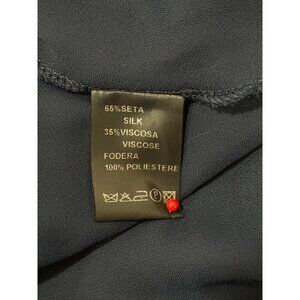 65%SETA
SILK
35%VISCOSA
VISCOSE
FODERA
100% POLIESTERE